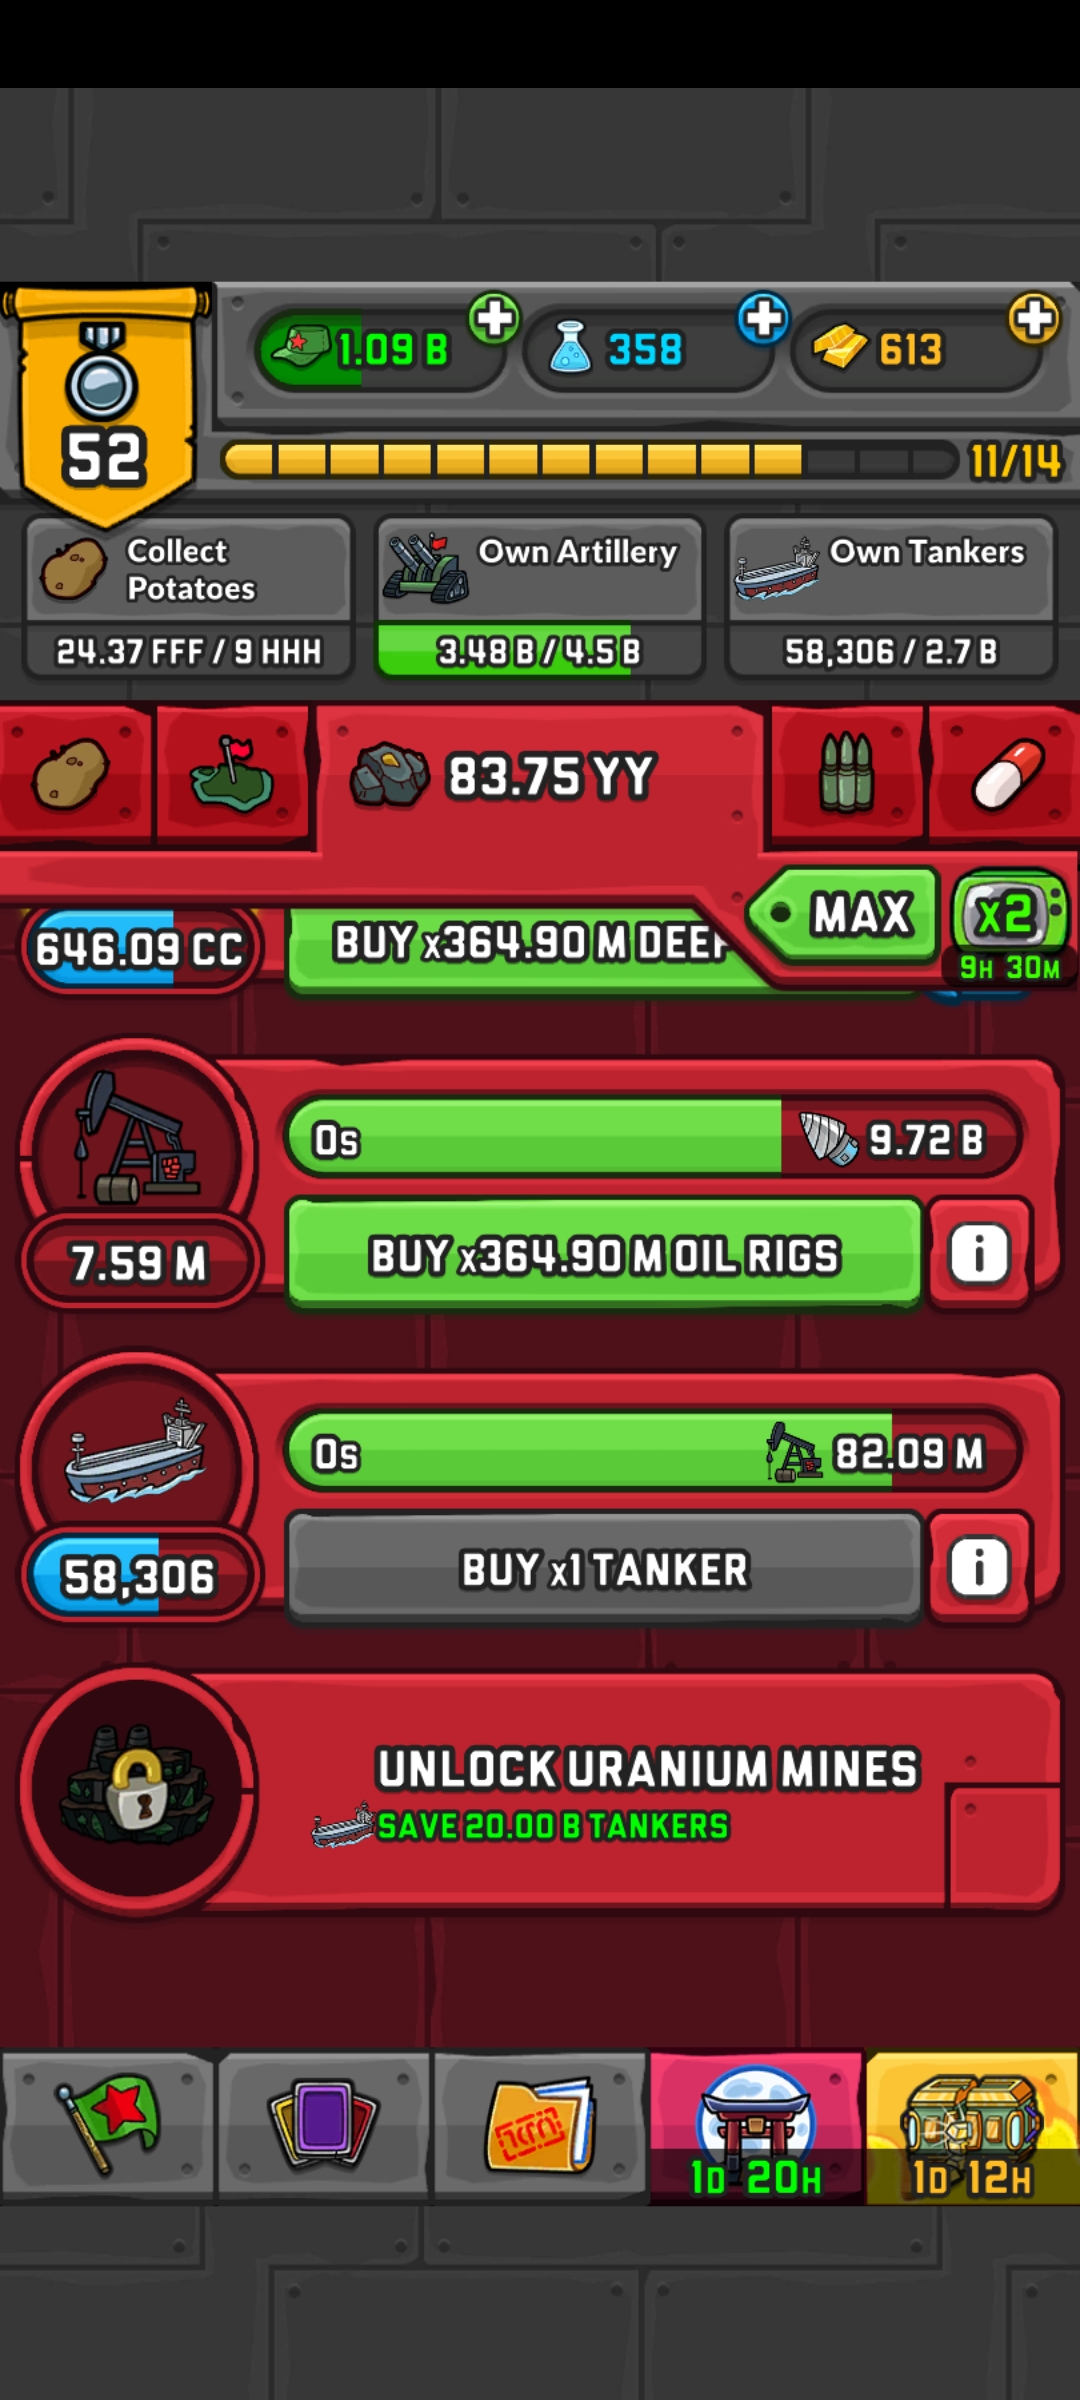 1.09 B
358
613
52
11/14
Collect
Potatoes
24.37 FFF / 9 HHH
Own Artillery
3.48 B / 4.5 B
Own Tankers
58,306 / 2.7 B
83.75 YY
MAX
x2
9H 30M
646.09 CC
BUY x364.90 M
0s
9.72 B
7.59 M
BUY x364.90 M OIL RIGS
i
0s
82.09 M
58,306
BUY x1 TANKER
i
UNLOCK URANIUM MINES
SAVE 20.00 B TANKERS
1D 20H
1D 12H